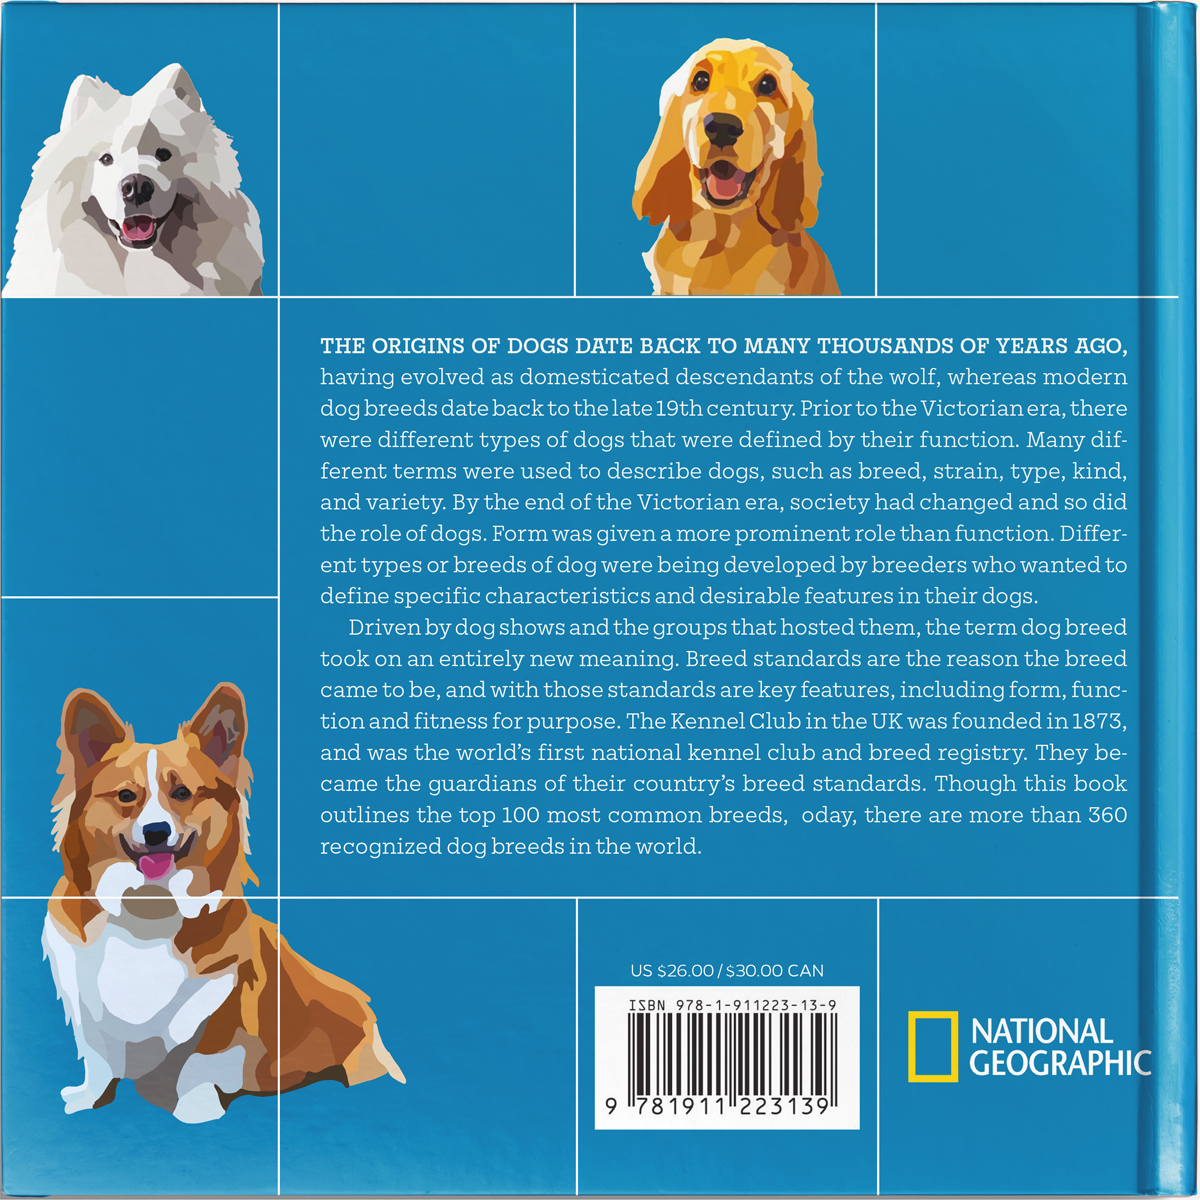 THE ORIGINS OF DOGS DATE BACK TO MANY THOUSANDS OF YEARS AGO,
having evolved as domesticated descendants of the wolf, whereas modern
dog breeds date back to the late 19th century. Prior to the Victorian era, there
were different types of dogs that were defined by their function. Many dif-
ferent terms were used to describe dogs, such as breed, strain, type, kind,
and variety. By the end of the Victorian era, society had changed and so did
the role of dogs. Form was given a more prominent role than function. Differ-
ent types or breeds of dog were being developed by breeders who wanted to
define specific characteristics and desirable features in their dogs.
Driven by dog shows and the groups that hosted them, the term dog breed
took on an entirely new meaning. Breed standards are the reason the breed
came to be, and with those standards are key features, including form, func-
tion and fitness for purpose. The Kennel Club in the UK was founded in 1873,
and was the world's first national kennel club and breed registry. They be-
came the guardians of their country's breed standards. Though this book
outlines the top 100 most common breeds,  oday, there are more than 360
recognized dog breeds in the world.
US $26.00 / $30.00 CAN
ISBN 978-1-911223-13-9
9 781911 223139
NATIONAL
GEOGRAPHIC